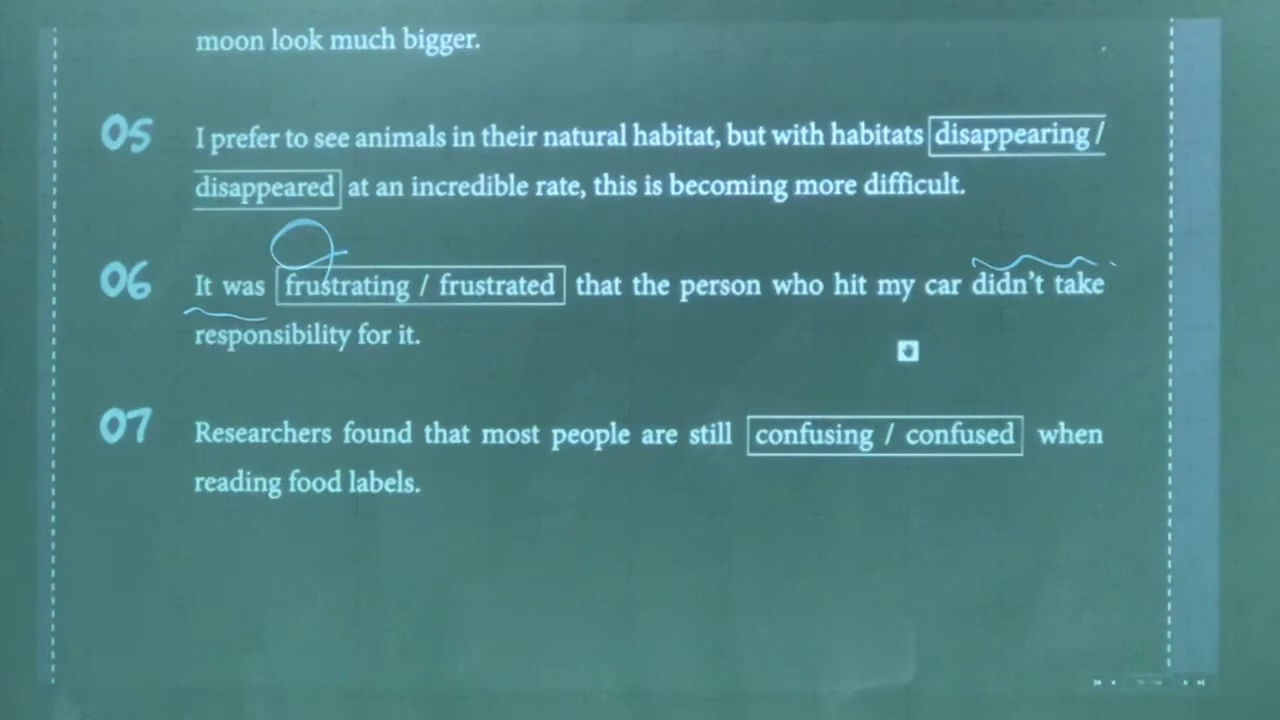 moon look much bigger.
05 I prefer to see animals in their natural habitat, but with habitats disappearing /
disappeared at an incredible rate, this is becoming more difficult.
06 It was frustrating / frustrated that the person who hit my car didn't take
responsibility for it.
07 Researchers found that most people are still confusing / confused when
reading food labels.